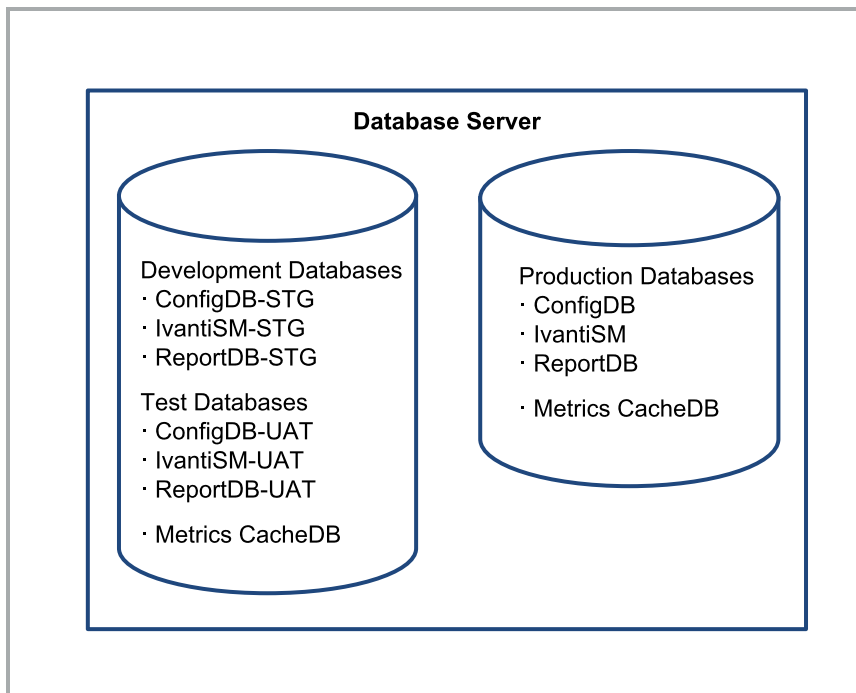 Database Server
Development Databases
· ConfigDB-STG
· IvantiSM-STG
· ReportDB-STG
Test Databases
· ConfigDB-UAT
· IvantiSM-UAT
· ReportDB-UAT
· Metrics CacheDB
Production Databases
· ConfigDB
· IvantiSM
· ReportDB
· Metrics CacheDB